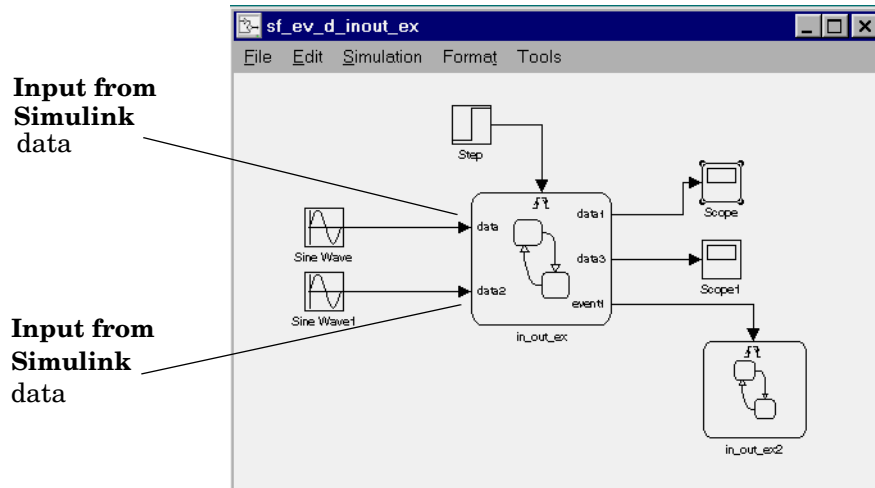 sf_ev_d_inout_ex
File Edit Simulation Format Tools
Input from
Simulink
data
Step
data
data1
Scope
Sine Wave
data3
data2
Scope1
Sine Wave1
event1
in_out_ex
Input from
Simulink
data
in_out_ex2